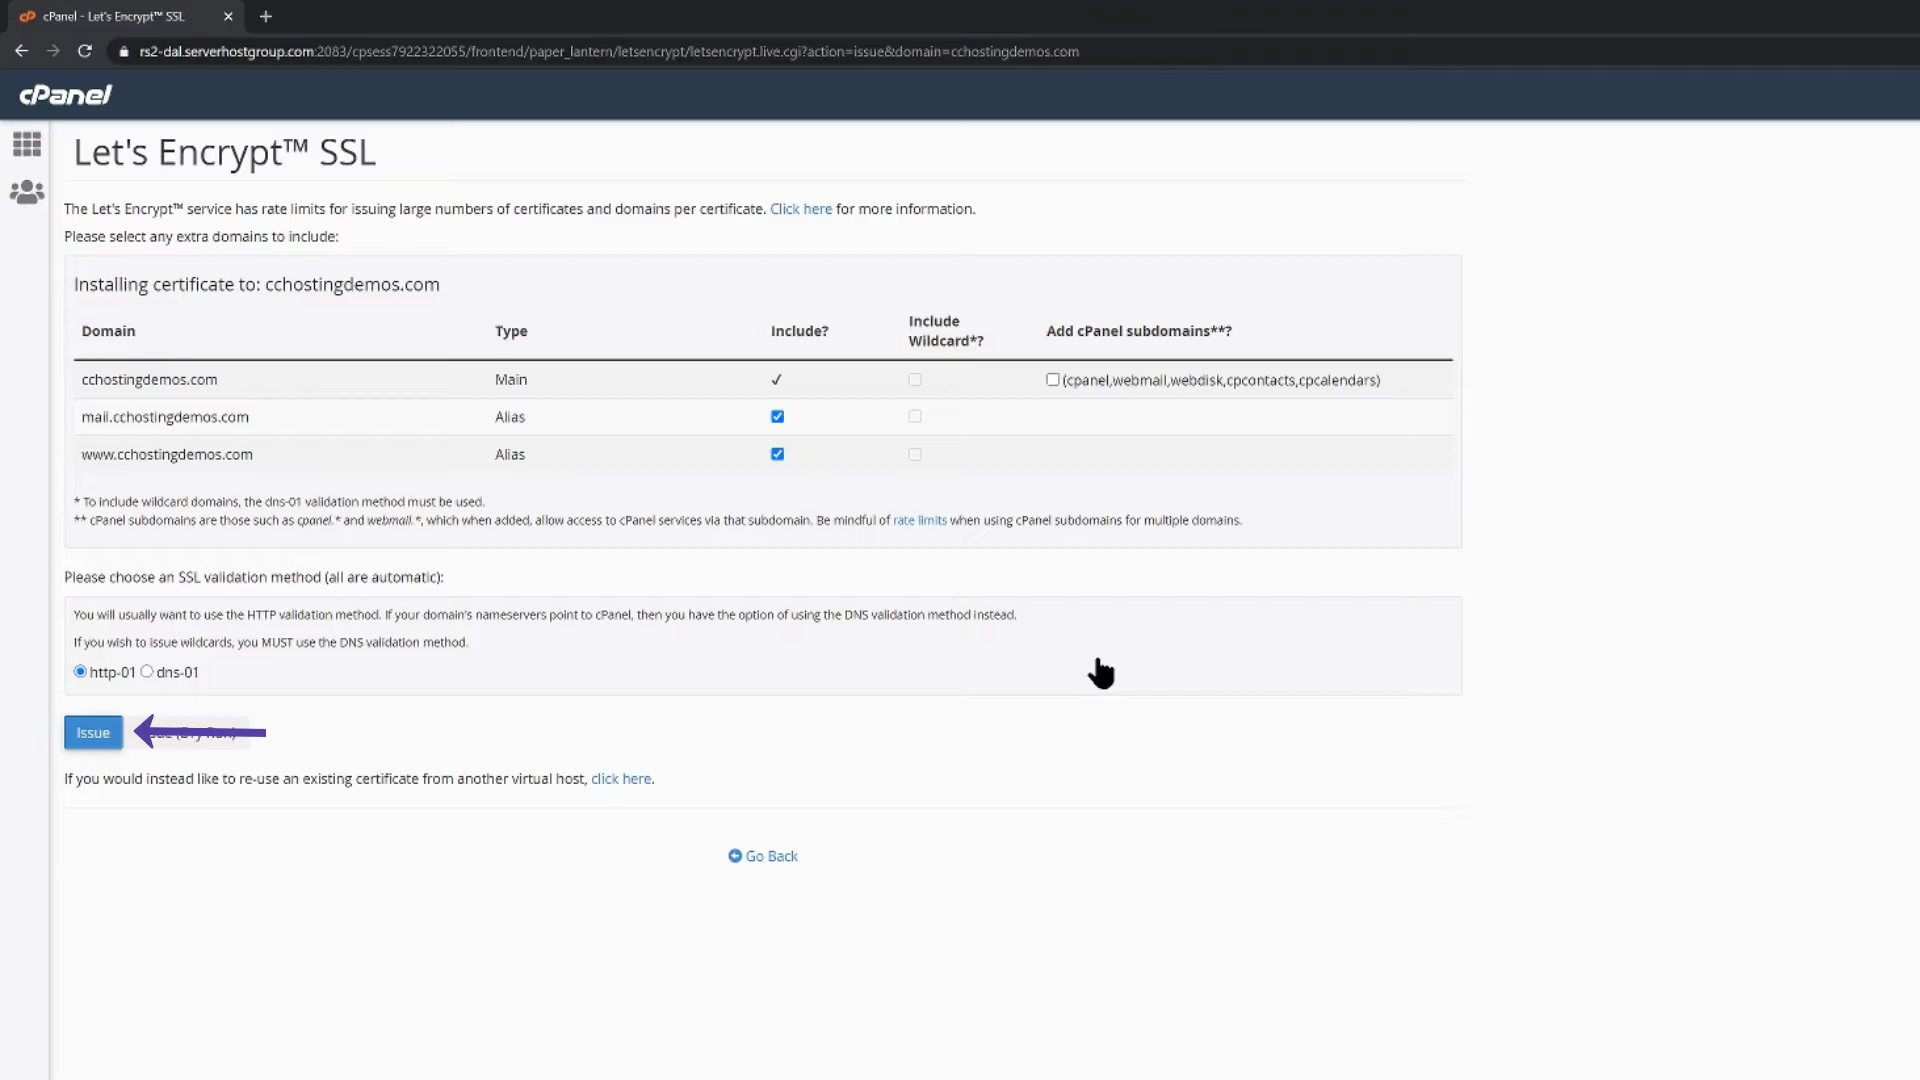 cPanel - Let's Encrypt™ SSL
rs2-dal.serverhostgroup.com:2083/cpsess7922322055/frontend/paper_lantern/letsencrypt/letsencrypt.live.cgi?action=issue&domain=cchostingdemos.com
cPanel
Let's Encrypt™ SSL
The Let's Encrypt™ service has rate limits for issuing large numbers of certificates and domains per certificate. Click here for more information.
Please select any extra domains to include:
Installing certificate to: cchostingdemos.com
Domain Type Include? Include Wildcard*? Add cPanel subdomains**?
cchostingdemos.com Main (cpanel,webmail,webdisk,cpcontacts,cpcalendars)
mail.cchostingdemos.com Alias
www.cchostingdemos.com Alias
* To include wildcard domains, the dns-01 validation method must be used.
** cPanel subdomains are those such as cpanel.* and webmail.*, which when added, allow access to cPanel services via that subdomain. Be mindful of rate limits when using cPanel subdomains for multiple domains.
Please choose an SSL validation method (all are automatic):
You will usually want to use the HTTP validation method. If your domain's nameservers point to cPanel, then you have the option of using the DNS validation method instead.
If you wish to issue wildcards, you MUST use the DNS validation method.
http-01 dns-01
Issue
If you would instead like to re-use an existing certificate from another virtual host, click here.
Go Back